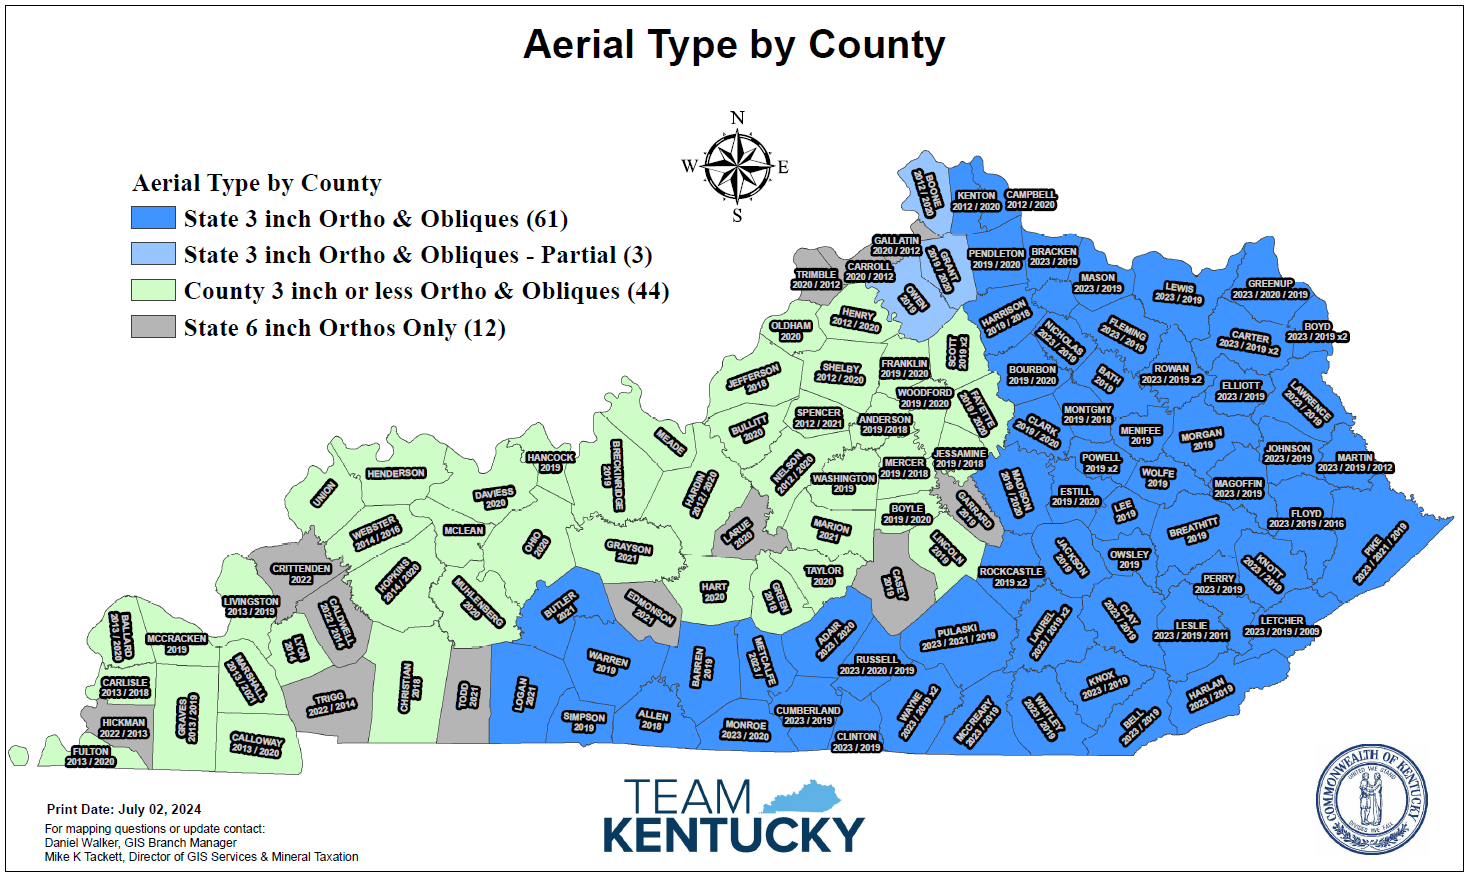 Aerial Type by County
N
W
E
S
Aerial Type by County
State 3 inch Ortho & Obliques (61)
State 3 inch Ortho & Obliques - Partial (3)
County 3 inch or less Ortho & Obliques (44)
State 6 inch Orthos Only (12)
BOONE
2012 / 2020
KENTON
2012 / 2020
CAMPBELL
2012 / 2020
GALLATIN
2020 / 2012
CARROLL
2020 / 2012
TRIMBLE
2020 / 2012
GRANT
2019 / 2020
OWEN
2019
PENDLETON
2019 / 2020
BRACKEN
2023 / 2019
MASON
2023 / 2019
LEWIS
2023 / 2019
GREENUP
2023 / 2020 / 2019
BOYD
2023 / 2019 x2
CARTER
2023 / 2019 x2
FLEMING
2023 / 2019
NICHOLAS
2023 / 2019
HARRISON
2019 / 2018
HENRY
2012 / 2020
OLDHAM
2020
SCOTT
2019 x2
FRANKLIN
2019 / 2020
SHELBY
2012 / 2020
JEFFERSON
2018
BOURBON
2019 / 2020
BATH
2019
ROWAN
2023 / 2019 x2
ELLIOTT
2023 / 2019
LAWRENCE
2023 / 2019
WOODFORD
2019 / 2020
FAYETTE
2019 / 2020
SPENCER
2012 / 2021
ANDERSON
2019 /2018
BULLITT
2020
CLARK
2019 / 2020
MONTGMY
2019 / 2018
MENIFEE
2019
MORGAN
2019
JOHNSON
2023 / 2019
MARTIN
2023 / 2019 / 2012
MEADE
BRECKINRIDGE
2019
HANCOCK
2019
HENDERSON
UNION
DAVIESS
2020
HARDIN
2012 / 2020
NELSON
2012 / 2020
WASHINGTON
2019
MERCER
2019 / 2018
JESSAMINE
2019 / 2018
MADISON
2019 / 2020
GARRARD
2019
ESTILL
2019 / 2020
POWELL
2019 x2
WOLFE
2019
MAGOFFIN
2023 / 2019
FLOYD
2023 / 2019 / 2016
PIKE
2023 / 2021 / 2019
LEE
2019
BREATHITT
2019
BOYLE
2019 / 2020
MARION
2021
LARUE
2020
LINCOLN
2019
WEBSTER
2014 / 2016
MCLEAN
OHIO
2020
GRAYSON
2021
CRITTENDEN
2022
HOPKINS
2014 / 2020
MUHLENBERG
2020
BUTLER
2021
EDMONSON
2021
HART
2020
GREEN
2018
TAYLOR
2020
CASEY
2019
ROCKCASTLE
2019 x2
JACKSON
2019
OWSLEY
2019
PERRY
2023 / 2019
KNOTT
2023 / 2019
LIVINGSTON
2013 / 2019
CALDWELL
2022 / 2014
LYON
2014
BALLARD
2013 / 2020
MCCRACKEN
2019
CARLISLE
2013 / 2018
MARSHALL
2013 / 2021
GRAVES
2013 / 2019
HICKMAN
2022 / 2013
FULTON
2013 / 2020
CALLOWAY
2013 / 2020
TRIGG
2022 / 2014
CHRISTIAN
2018
TODD
2021
LOGAN
2021
WARREN
2019
SIMPSON
2019
ALLEN
2018
BARREN
2019
METCALFE
2023 /
MONROE
2023 / 2020
ADAIR
2023 / 2020
RUSSELL
2023 / 2020 / 2019
CUMBERLAND
2023 / 2019
CLINTON
2023 / 2019
WAYNE
2023 / 2019 x2
PULASKI
2023 / 2021 / 2019
MCCREARY
2023 / 2019
LAUREL
2023 / 2019 x2
WHITLEY
2023 / 2019
CLAY
2023 / 2019
KNOX
2023 / 2019
BELL
2023 / 2019
LESLIE
2023 / 2019 / 2011
LETCHER
2023 / 2019 / 2009
HARLAN
2023 / 2019
TEAM
KENTUCKY
COMMONWEALTH OF KENTUCKY
UNITED WE STAND
DIVIDED WE FALL
Print Date: July 02, 2024
For mapping questions or update contact:
Daniel Walker, GIS Branch Manager
Mike K Tackett, Director of GIS Services & Mineral Taxation